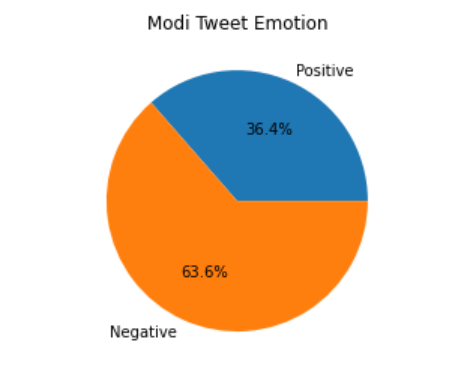 Modi Tweet Emotion
Positive
36.4%
63.6%
Negative